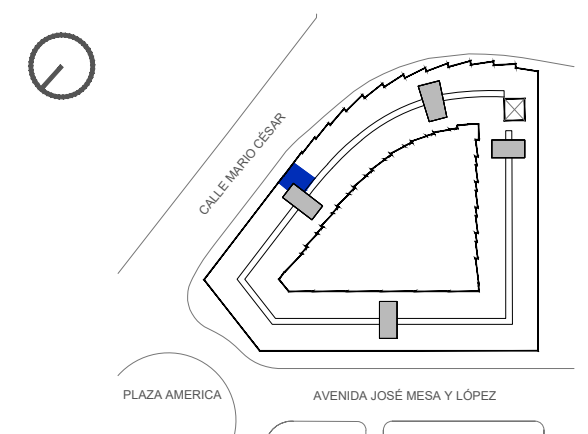 CALLE MARIO CÉSAR
PLAZA AMERICA
AVENIDA JOSÉ MESA Y LÓPEZ